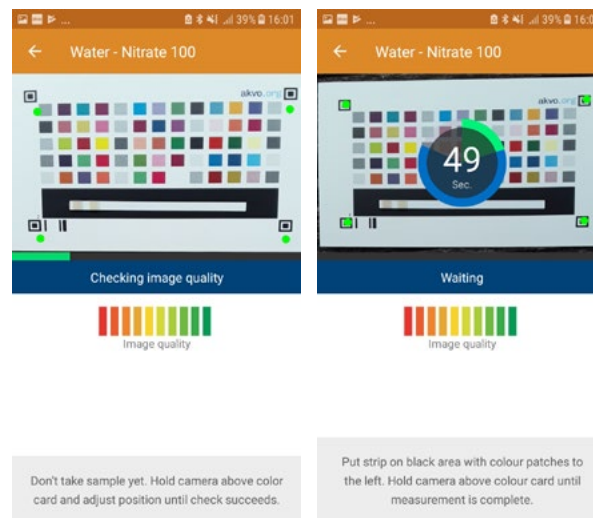 ... 39% 16:01
Water - Nitrate 100
akvo.org
Checking image quality
Image quality
Don't take sample yet. Hold camera above color
card and adjust position until check succeeds.
... 39% 16:0
Water - Nitrate 100
akvo.org
49
Sec.
Waiting
Image quality
Put strip on black area with colour patches to
the left. Hold camera above colour card until
measurement is complete.